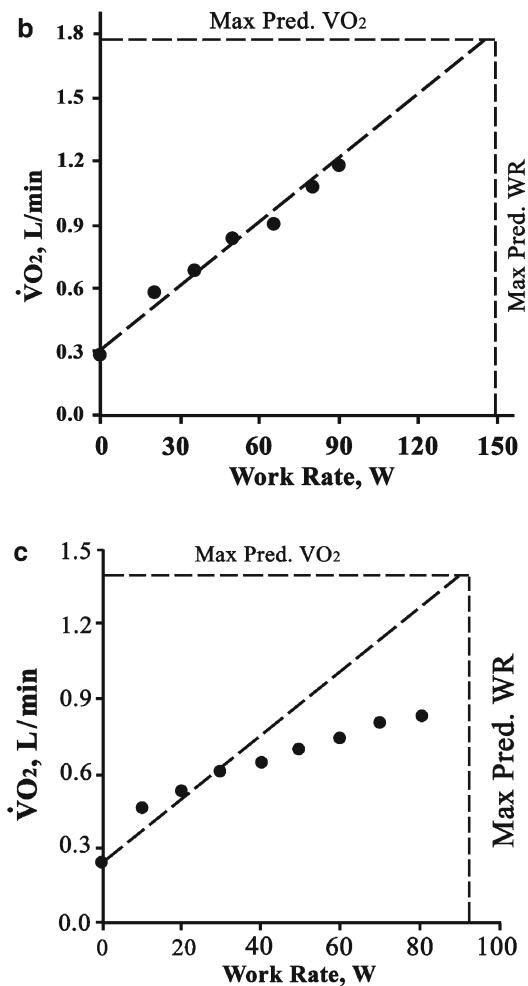 b
Max Pred. VO₂
1.8
1.5
1.2
0.9
0.6
0.3
0.0
V̇O₂, L/min
Max Pred. WR
0 30 60 90 120 150
Work Rate, W
c
Max Pred. VO₂
1.5
1.2
0.9
0.6
0.3
0.0
V̇O₂, L/min
Max Pred. WR
0 20 40 60 80 100
Work Rate, W